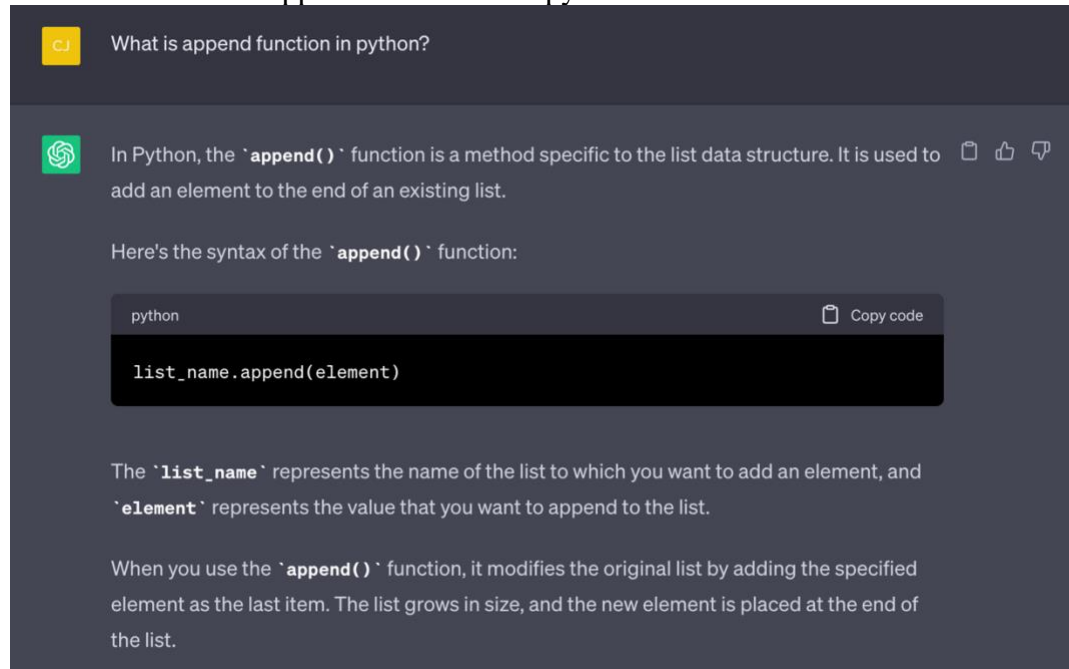 CJ
What is append function in python?
In Python, the `append()` function is a method specific to the list data structure. It is used to
add an element to the end of an existing list.
Here's the syntax of the `append()` function:
python
Copy code
list_name.append(element)
The `list_name` represents the name of the list to which you want to add an element, and
`element` represents the value that you want to append to the list.
When you use the `append()` function, it modifies the original list by adding the specified
element as the last item. The list grows in size, and the new element is placed at the end of
the list.